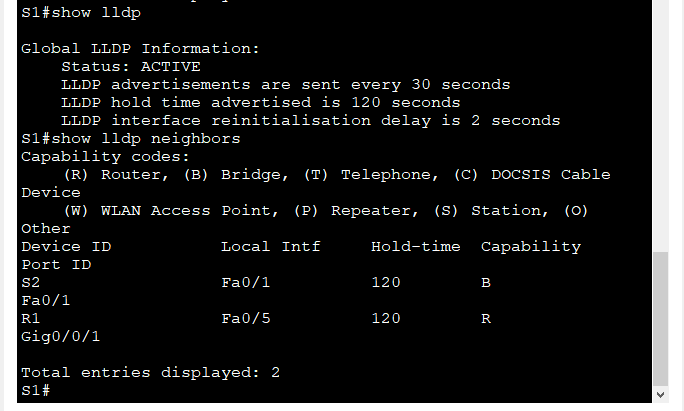 S1#show lldp
Global LLDP Information:
Status: ACTIVE
LLDP advertisements are sent every 30 seconds
LLDP hold time advertised is 120 seconds
LLDP interface reinitialisation delay is 2 seconds
S1#show lldp neighbors
Capability codes:
(R) Router, (B) Bridge, (T) Telephone, (C) DOCSIS Cable
Device
(W) WLAN Access Point, (P) Repeater, (S) Station, (O)
Other
Device ID Local Intf Hold-time Capability
Port ID
S2 Fa0/1 120 B
Fa0/1
R1 Fa0/5 120 R
Gig0/0/1
Total entries displayed: 2
S1#